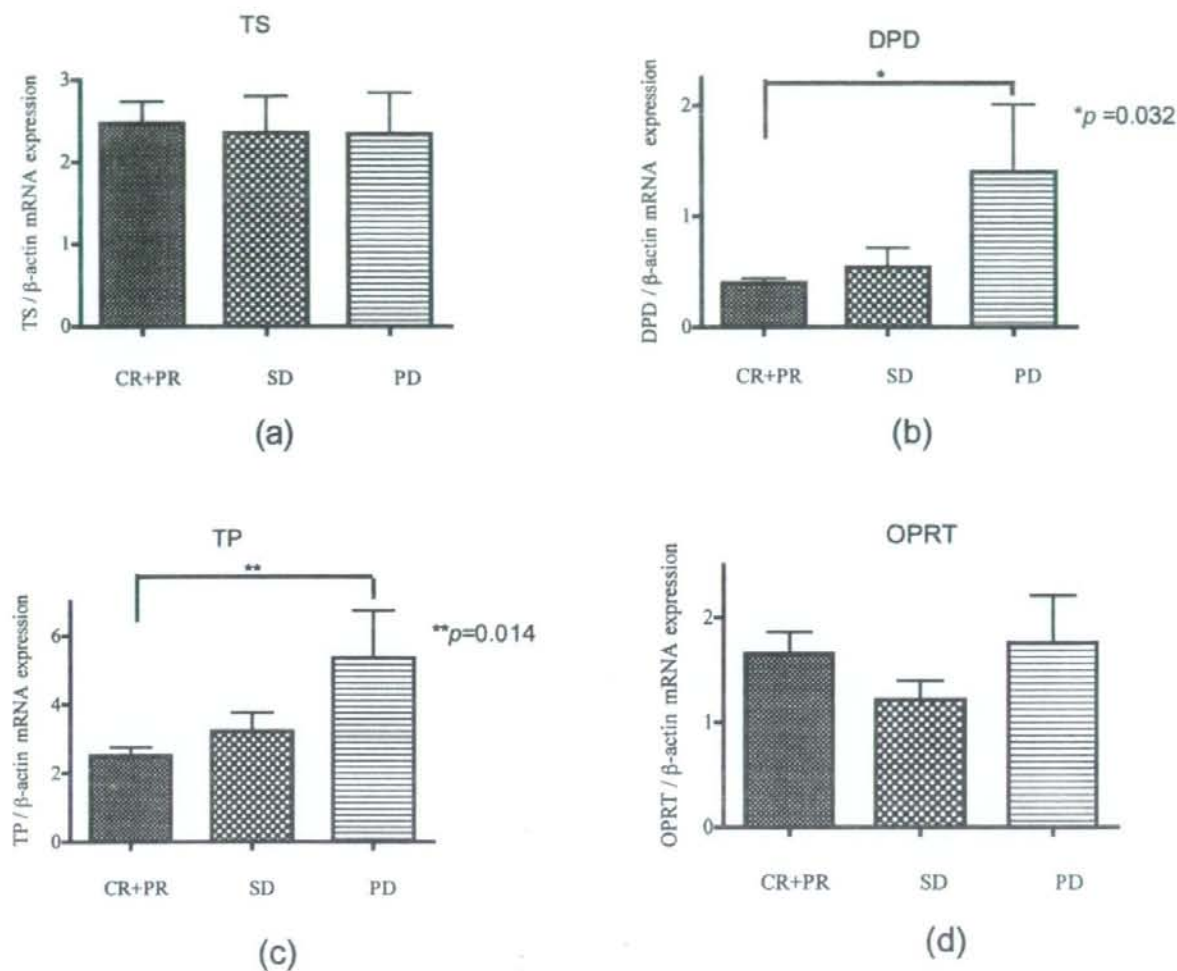 TS
TS / β-actin mRNA expression
3
2
1
0
CR+PR SD PD
(a)
DPD
DPD / β-actin mRNA expression
2
1
0
*
*p =0.032
CR+PR SD PD
(b)
TP
TP / β-actin mRNA expression
6
4
2
0
**
**p=0.014
CR+PR SD PD
(c)
OPRT
OPRT / β-actin mRNA expression
2
1
0
CR+PR SD PD
(d)